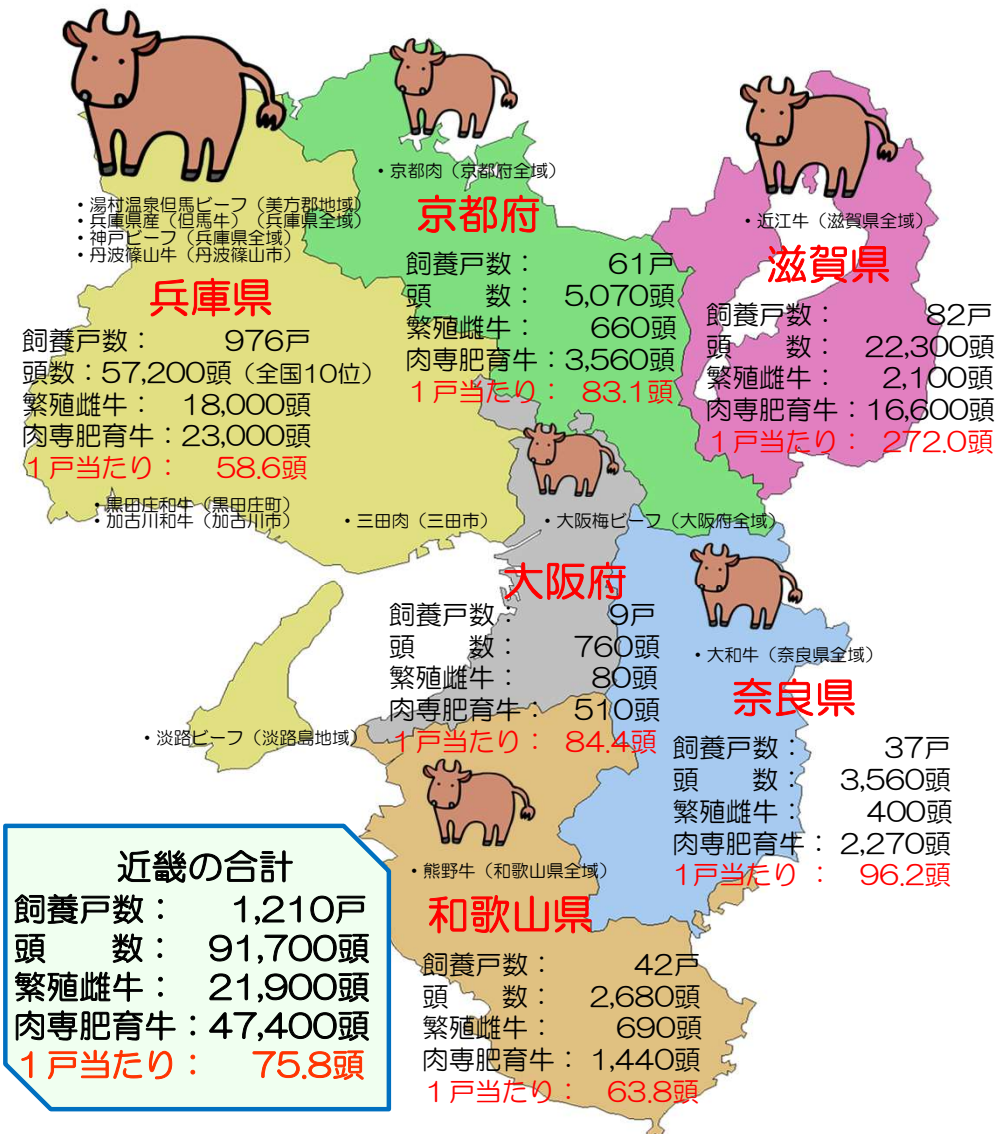 ・湯村温泉但馬ビーフ（美方郡地域）
・兵庫県産（但馬牛）（兵庫県全域）
・神戸ビーフ（兵庫県全域）
・丹波篠山牛（丹波篠山市）
兵庫県
飼養戸数： 976戸
頭数：57,200頭（全国10位）
繁殖雌牛： 18,000頭
肉専肥育牛：23,000頭
1戸当たり： 58.6頭
・黒田庄和牛（黒田庄町）
・加古川和牛（加古川市）
・三田肉（三田市）
・淡路ビーフ（淡路島地域）
・京都肉（京都府全域）
京都府
飼養戸数： 61戸
頭 数： 5,070頭
繁殖雌牛： 660頭
肉専肥育牛：3,560頭
1戸当たり： 83.1頭
・近江牛（滋賀県全域）
滋賀県
飼養戸数： 82戸
頭 数： 22,300頭
繁殖雌牛： 2,100頭
肉専肥育牛：16,600頭
1戸当たり： 272.0頭
・大阪梅ビーフ（大阪府全域）
大阪府
飼養戸数： 9戸
頭 数： 760頭
繁殖雌牛： 80頭
肉専肥育牛： 510頭
1戸当たり： 84.4頭
・大和牛（奈良県全域）
奈良県
飼養戸数： 37戸
頭 数： 3,560頭
繁殖雌牛： 400頭
肉専肥育牛： 2,270頭
1戸当たり ： 96.2頭
・熊野牛（和歌山県全域）
和歌山県
飼養戸数： 42戸
頭 数： 2,680頭
繁殖雌牛： 690頭
肉専肥育牛： 1,440頭
1戸当たり： 63.8頭
近畿の合計
飼養戸数： 1,210戸
頭 数： 91,700頭
繁殖雌牛： 21,900頭
肉専肥育牛：47,400頭
1戸当たり： 75.8頭